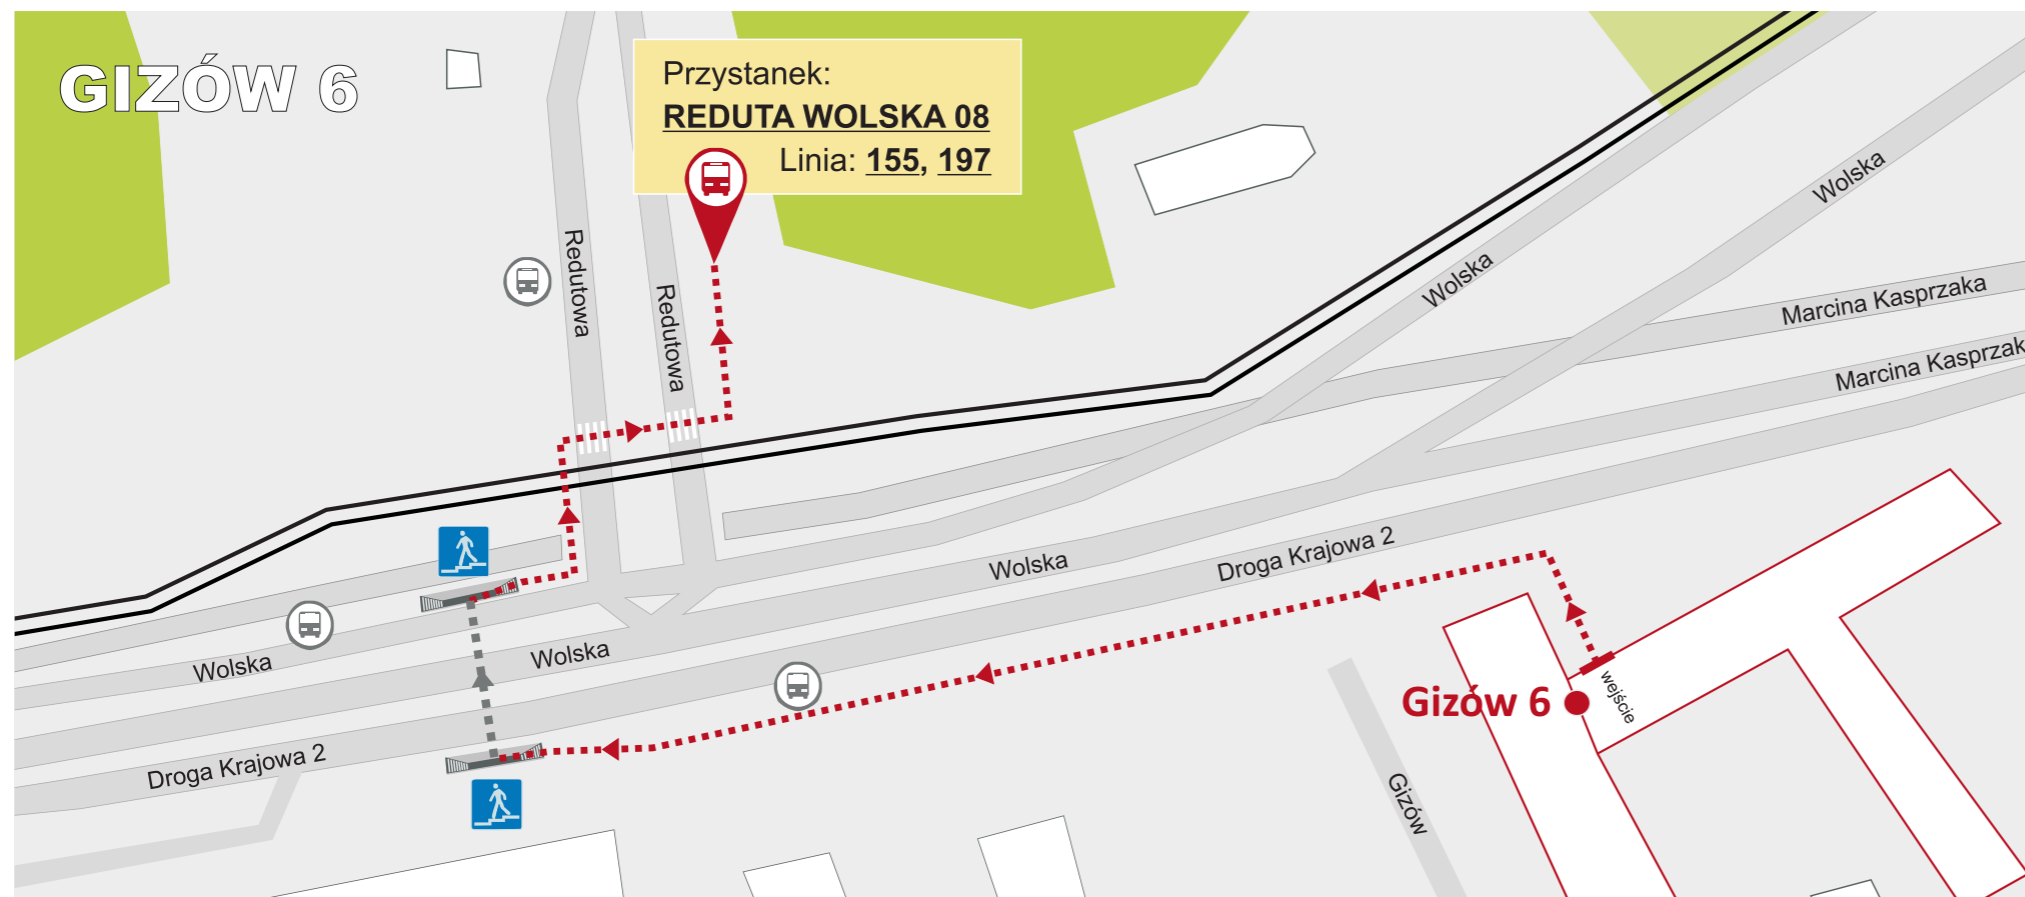 GIZÓW 6
Przystanek:
REDUTA WOLSKA 08
Linia: 155, 197
Redutowa
Redutowa
Wolska
Wolska
Marcina Kasprzaka
Marcina Kasprzak
Droga Krajowa 2
Wolska
Wolska
Wolska
Droga Krajowa 2
Gizów 6
wejście
Gizów